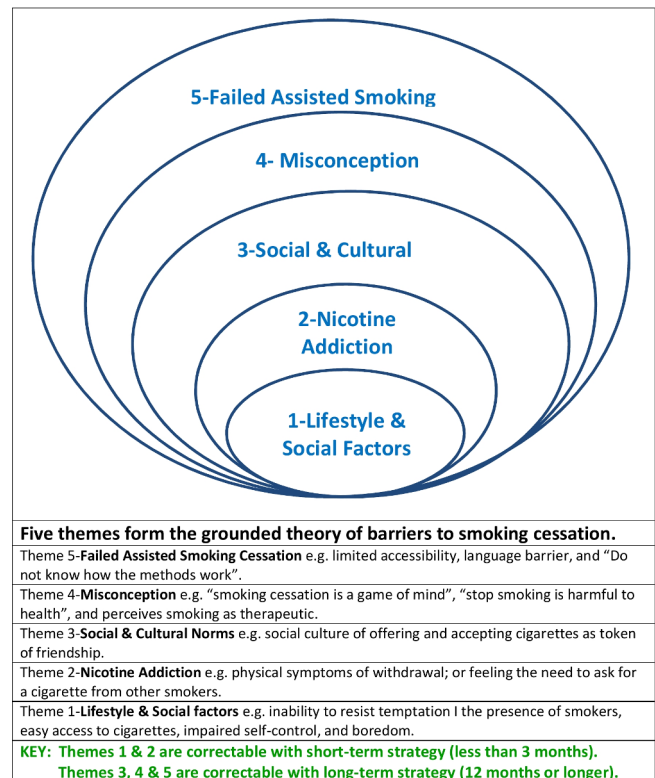 5-Failed Assisted Smoking
4- Misconception
3-Social & Cultural
2-Nicotine
Addiction
1-Lifestyle &
Social Factors
Five themes form the grounded theory of barriers to smoking cessation.
Theme 5-Failed Assisted Smoking Cessation e.g. limited accessibility, language barrier, and “Do
not know how the methods work”.
Theme 4-Misconception e.g. “smoking cessation is a game of mind”, “stop smoking is harmful to
health”, and perceives smoking as therapeutic.
Theme 3-Social & Cultural Norms e.g. social culture of offering and accepting cigarettes as token
of friendship.
Theme 2-Nicotine Addiction e.g. physical symptoms of withdrawal; or feeling the need to ask for
a cigarette from other smokers.
Theme 1-Lifestyle & Social factors e.g. inability to resist temptation I the presence of smokers,
easy access to cigarettes, impaired self-control, and boredom.
KEY: Themes 1 & 2 are correctable with short-term strategy (less than 3 months).
Themes 3, 4 & 5 are correctable with long-term strategy (12 months or longer).